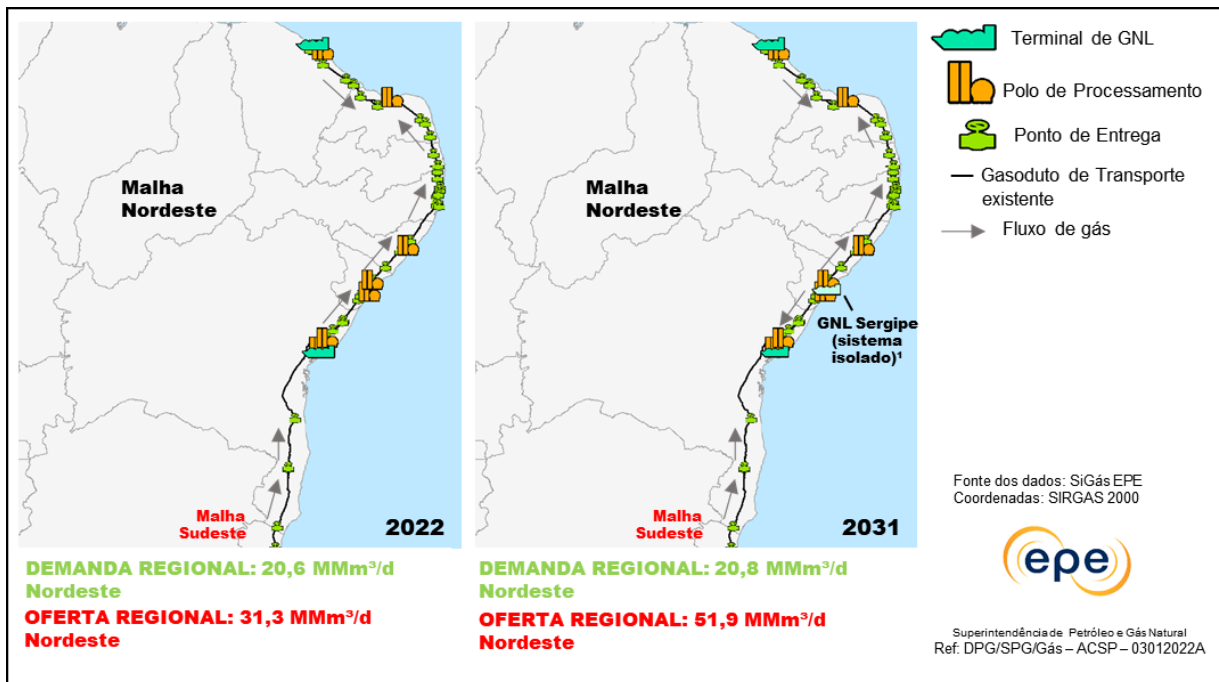 Malha
Nordeste
Malha
Sudeste
2022
DEMANDA REGIONAL: 20,6 MMm³/d
Nordeste
OFERTA REGIONAL: 31,3 MMm³/d
Nordeste
Malha
Nordeste
GNL Sergipe
(sistema
isolado)¹
Malha
Sudeste
2031
DEMANDA REGIONAL: 20,8 MMm³/d
Nordeste
OFERTA REGIONAL: 51,9 MMm³/d
Nordeste
Terminal de GNL
Polo de Processamento
Ponto de Entrega
Gasoduto de Transporte
existente
Fluxo de gás
Fonte dos dados: SiGás EPE
Coordenadas: SIRGAS 2000
epe
Superintendência de Petróleo e Gás Natural
Ref: DPG/SPG/Gás – ACSP – 03012022A